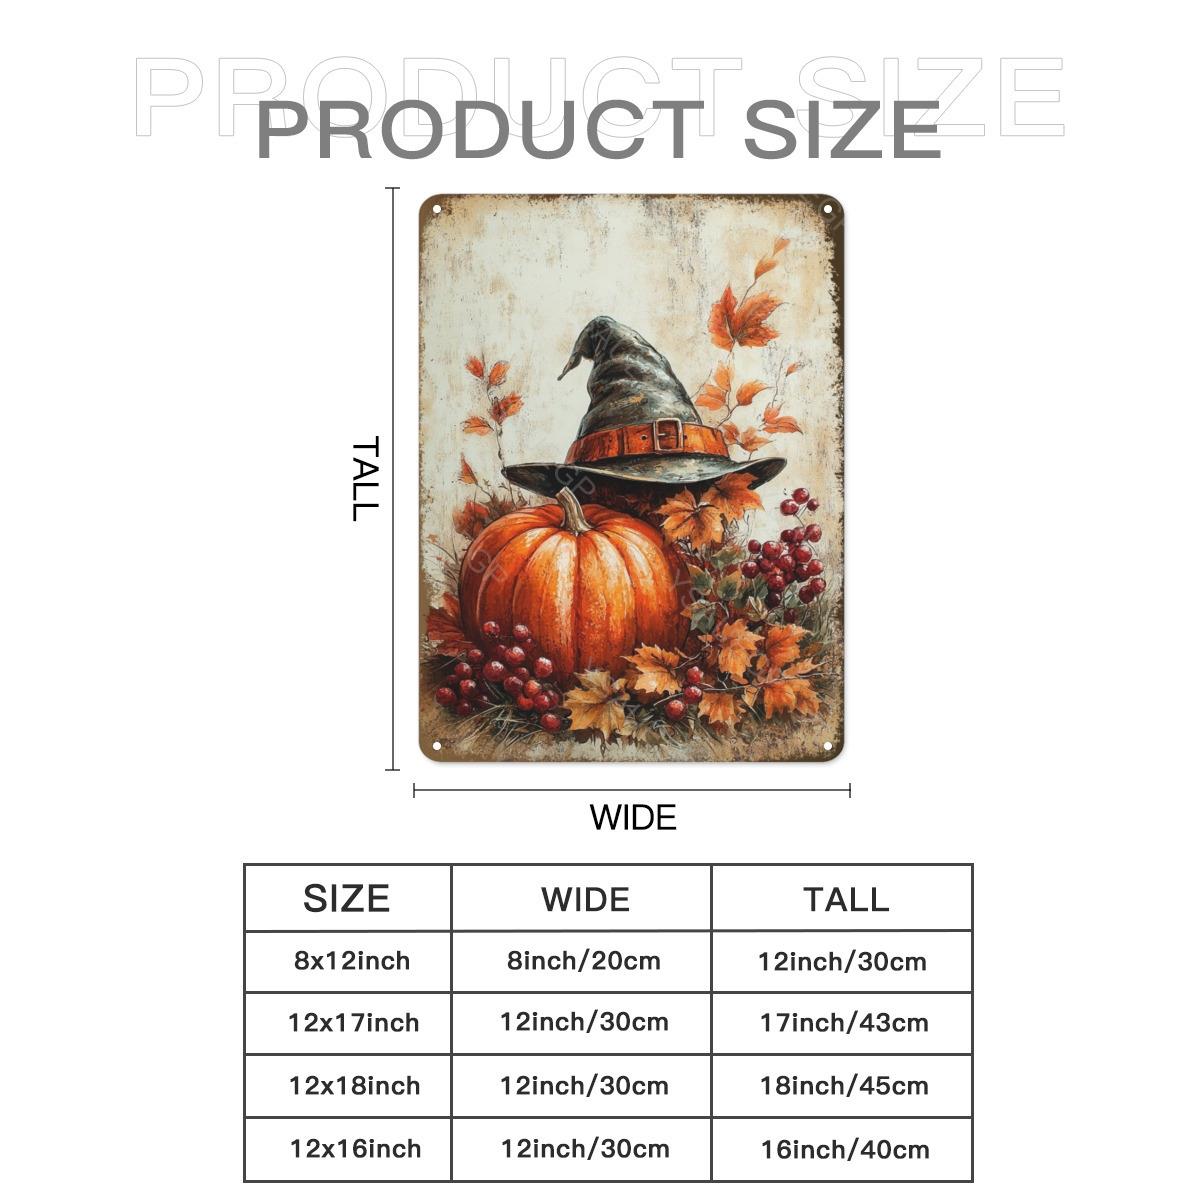 PRODUCT SIZE
PRODUCT SIZE
TALL
WIDE
SIZE WIDE TALL
8x12inch 8inch/20cm 12inch/30cm
12x17inch 12inch/30cm 17inch/43cm
12x18inch 12inch/30cm 18inch/45cm
12x16inch 12inch/30cm 16inch/40cm